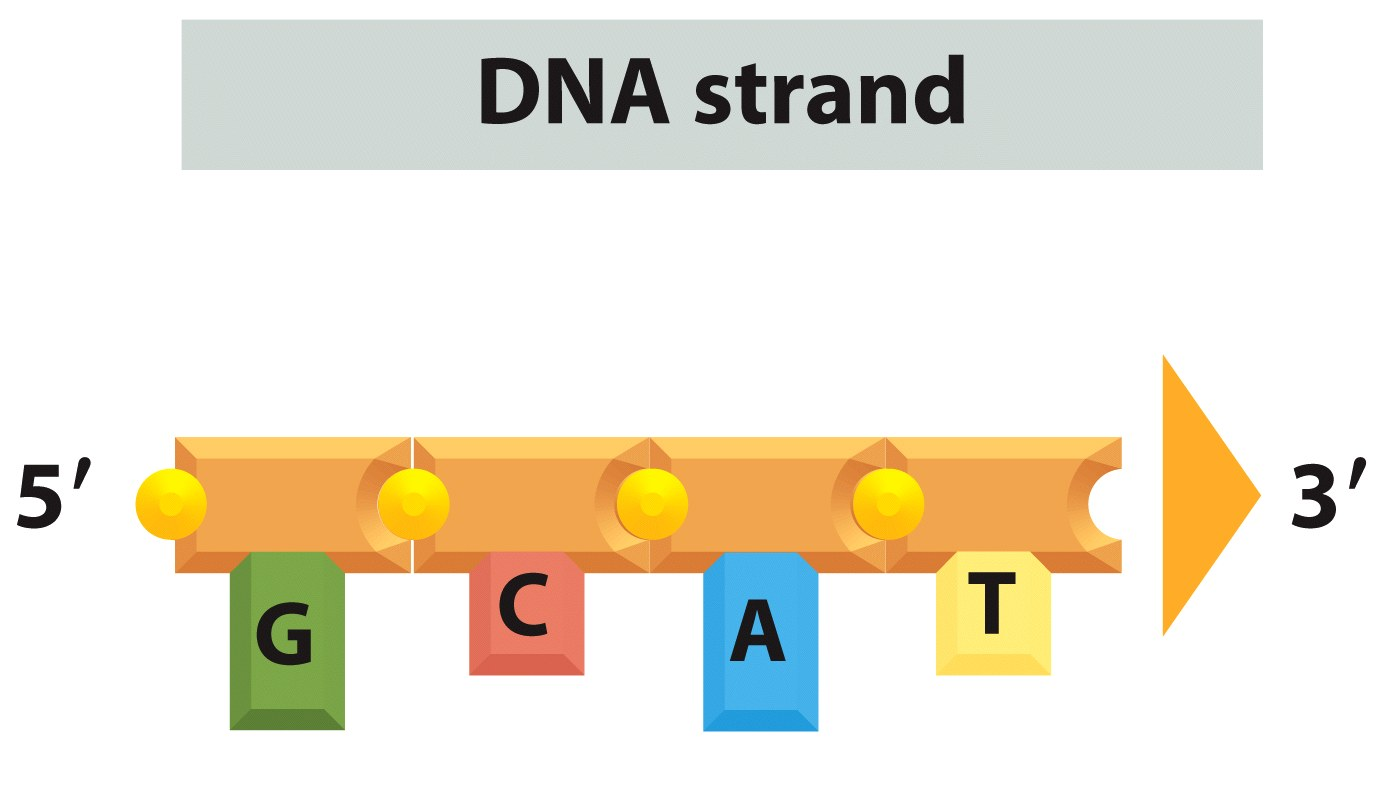 DNA strand
5′ 3′
G C A T